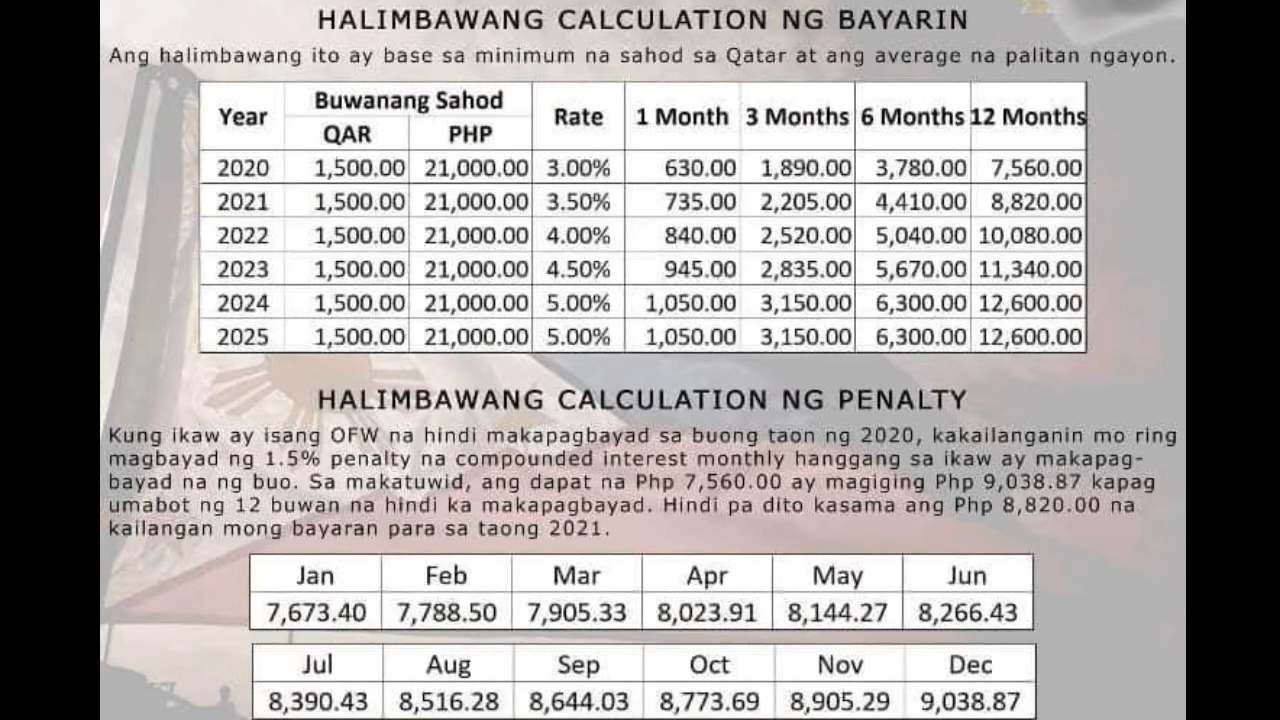 HALIMBAWANG CALCULATION NG BAYARIN
Ang halimbawang ito ay base sa minimum na sahod sa Qatar at ang average na palitan ngayon.
Year Buwanang Sahod Rate 1 Month 3 Months 6 Months 12 Months
QAR PHP
2020 1,500.00 21,000.00 3.00% 630.00 1,890.00 3,780.00 7,560.00
2021 1,500.00 21,000.00 3.50% 735.00 2,205.00 4,410.00 8,820.00
2022 1,500.00 21,000.00 4.00% 840.00 2,520.00 5,040.00 10,080.00
2023 1,500.00 21,000.00 4.50% 945.00 2,835.00 5,670.00 11,340.00
2024 1,500.00 21,000.00 5.00% 1,050.00 3,150.00 6,300.00 12,600.00
2025 1,500.00 21,000.00 5.00% 1,050.00 3,150.00 6,300.00 12,600.00
HALIMBAWANG CALCULATION NG PENALTY
Kung ikaw ay isang OFW na hindi makapagbayad sa buong taon ng 2020, kakailanganin mo ring
magbayad ng 1.5% penalty na compounded interest monthly hanggang sa ikaw ay makapag-
bayad na ng buo. Sa makatuwid, ang dapat na Php 7,560.00 ay magiging Php 9,038.87 kapag
umabot ng 12 buwan na hindi ka makapagbayad. Hindi pa dito kasama ang Php 8,820.00 na
kailangan mong bayaran para sa taong 2021.
Jan Feb Mar Apr May Jun
7,673.40 7,788.50 7,905.33 8,023.91 8,144.27 8,266.43
Jul Aug Sep Oct Nov Dec
8,390.43 8,516.28 8,644.03 8,773.69 8,905.29 9,038.87